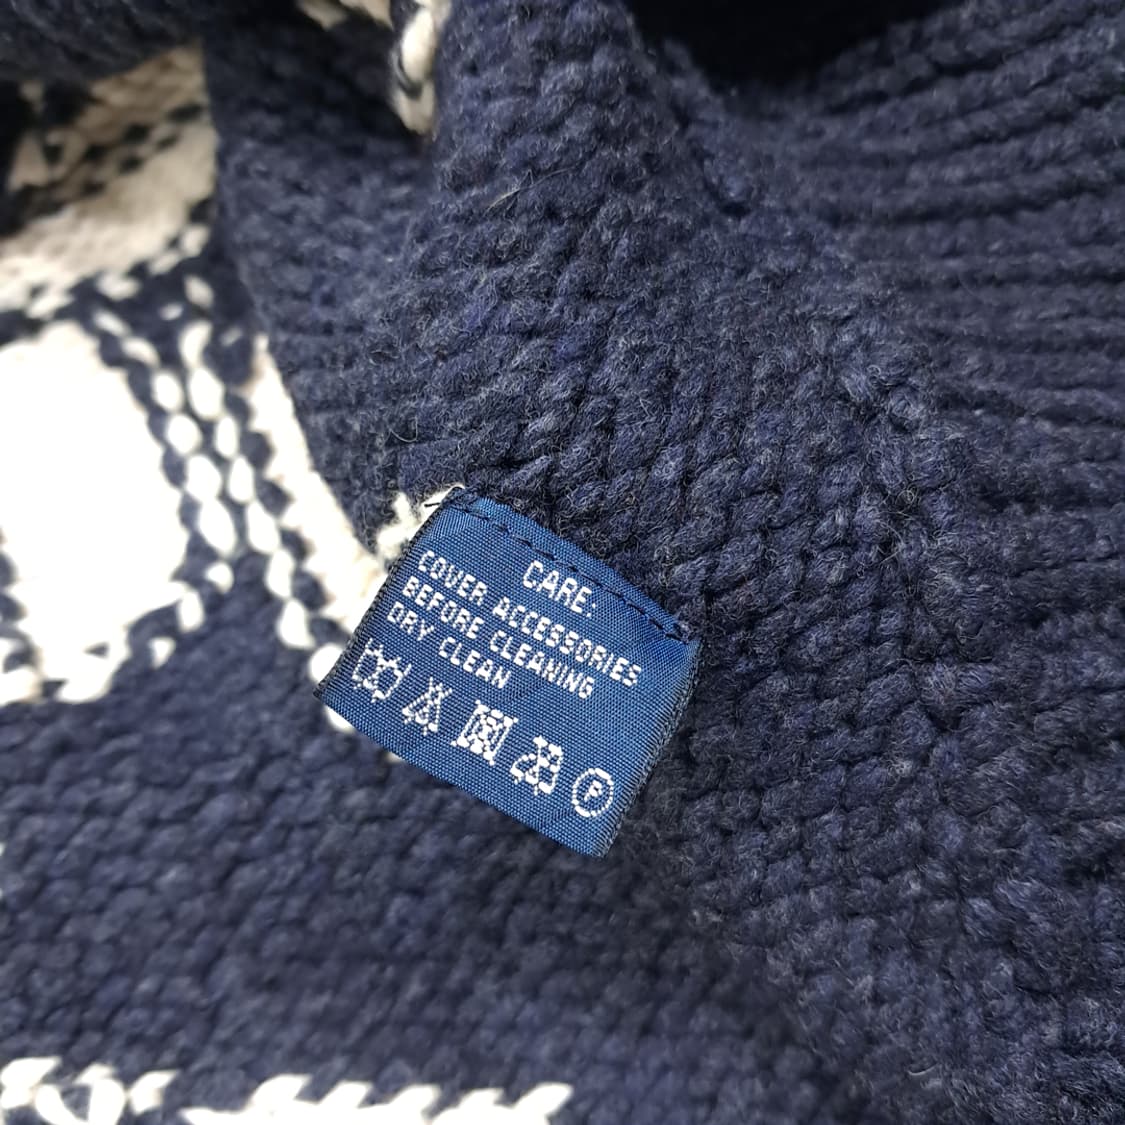 CARE:
COVER ACCESSORIES
BEFORE CLEANING
DRY CLEAN
F